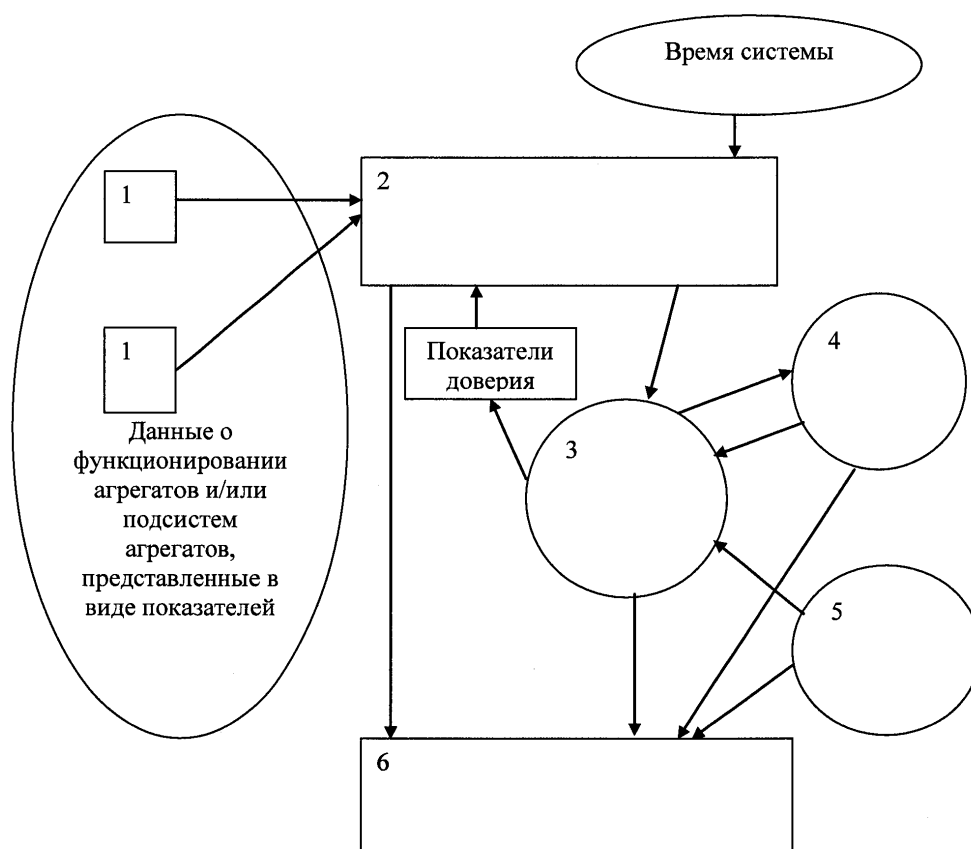 Время системы
1
2
1
Показатели
доверия
4
3
Данные о
функционировании
агрегатов и/или
подсистем
агрегатов,
представленные в
виде показателей
5
6